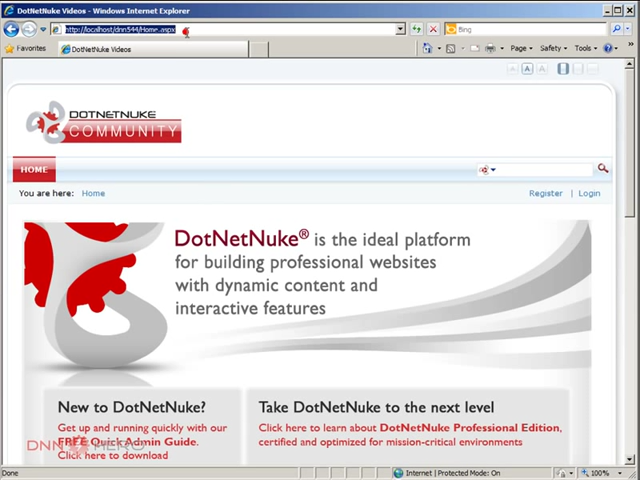 DotNetNuke Videos - Windows Internet Explorer
http://localhost/dnn544/Home.aspx
Bing
Favorites
DotNetNuke Videos
Page
Safety
Tools
A A A
DOTNETNUKE
COMMUNITY
HOME
You are here: Home
Register | Login
DotNetNuke® is the ideal platform
for building professional websites
with dynamic content and
interactive features
New to DotNetNuke?
Get up and running quickly with our
FREE Quick Admin Guide.
Click here to download
Take DotNetNuke to the next level
Click here to learn about DotNetNuke Professional Edition,
certified and optimized for mission-critical environments
DNN HERO
Done
Internet | Protected Mode: On
100%